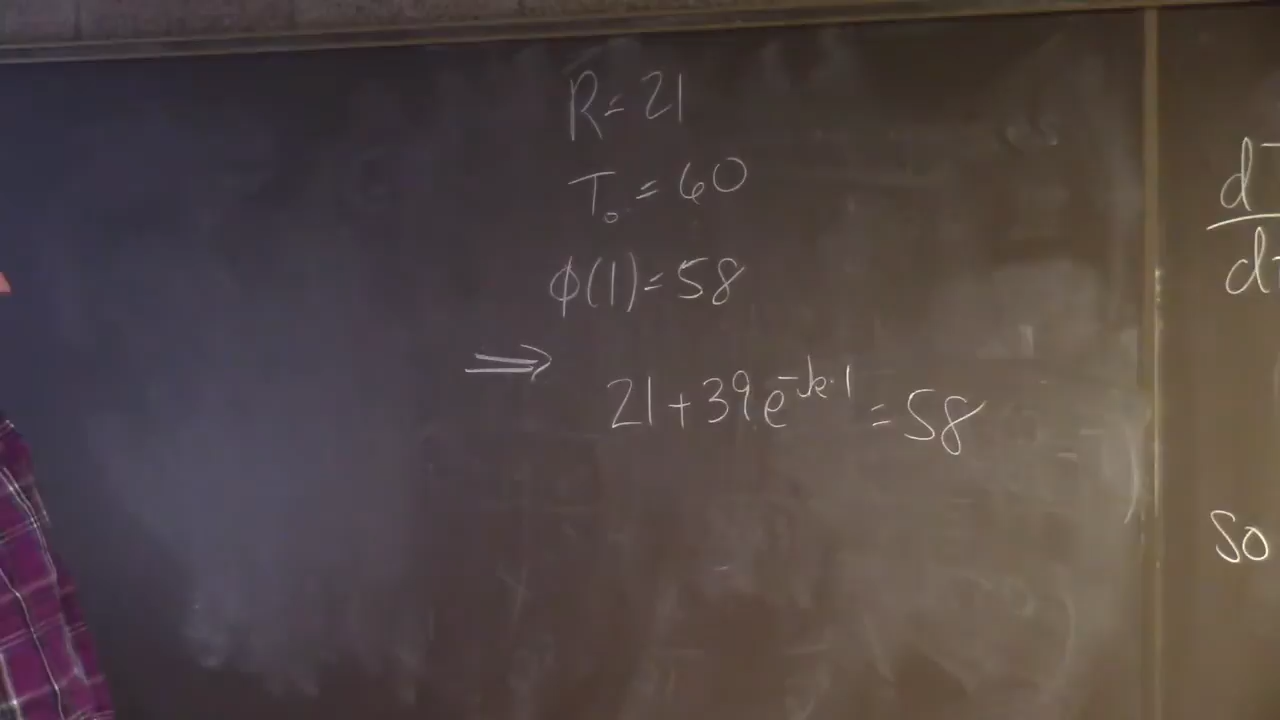 R = 21
T₀ = 60
ϕ(1) = 58
⟹
21 + 39e^{-k·1} = 58
d
d
So